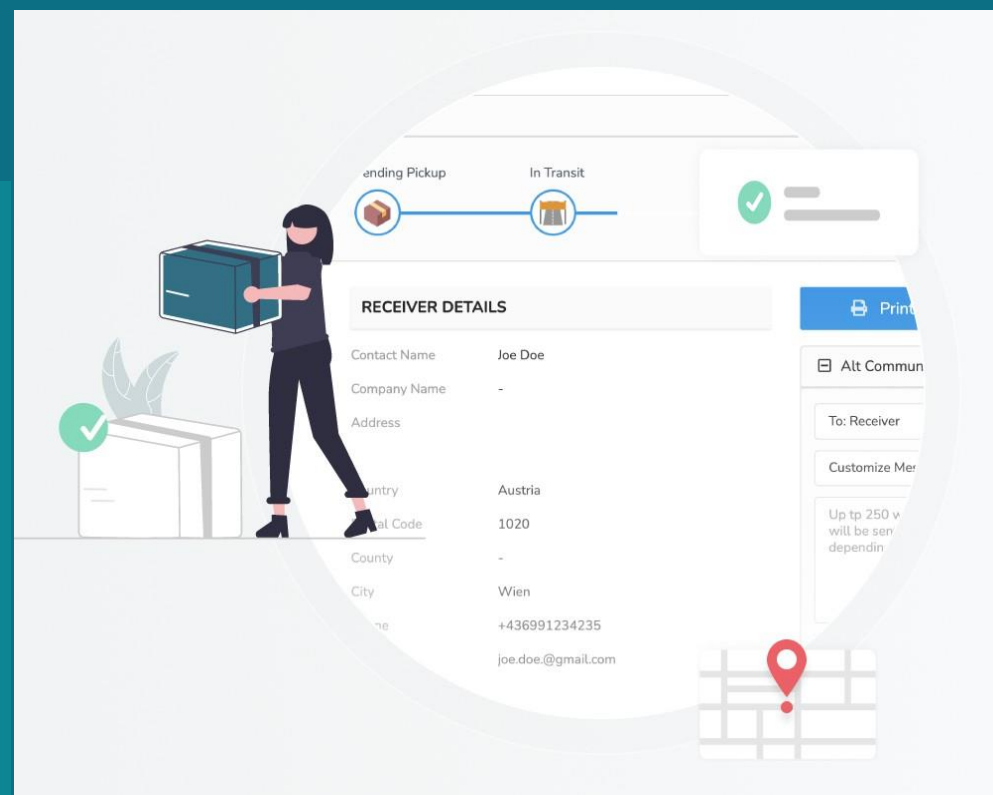 ending Pickup In Transit
RECEIVER DETAILS
Print
Contact Name Joe Doe
Alt Commun
Company Name -
Address
To: Receiver
Customize Mes
untry Austria
al Code 1020
Up tp 250 w
will be sen
dependin
County -
City Wien
ne +436991234235
joe.doe.@gmail.com